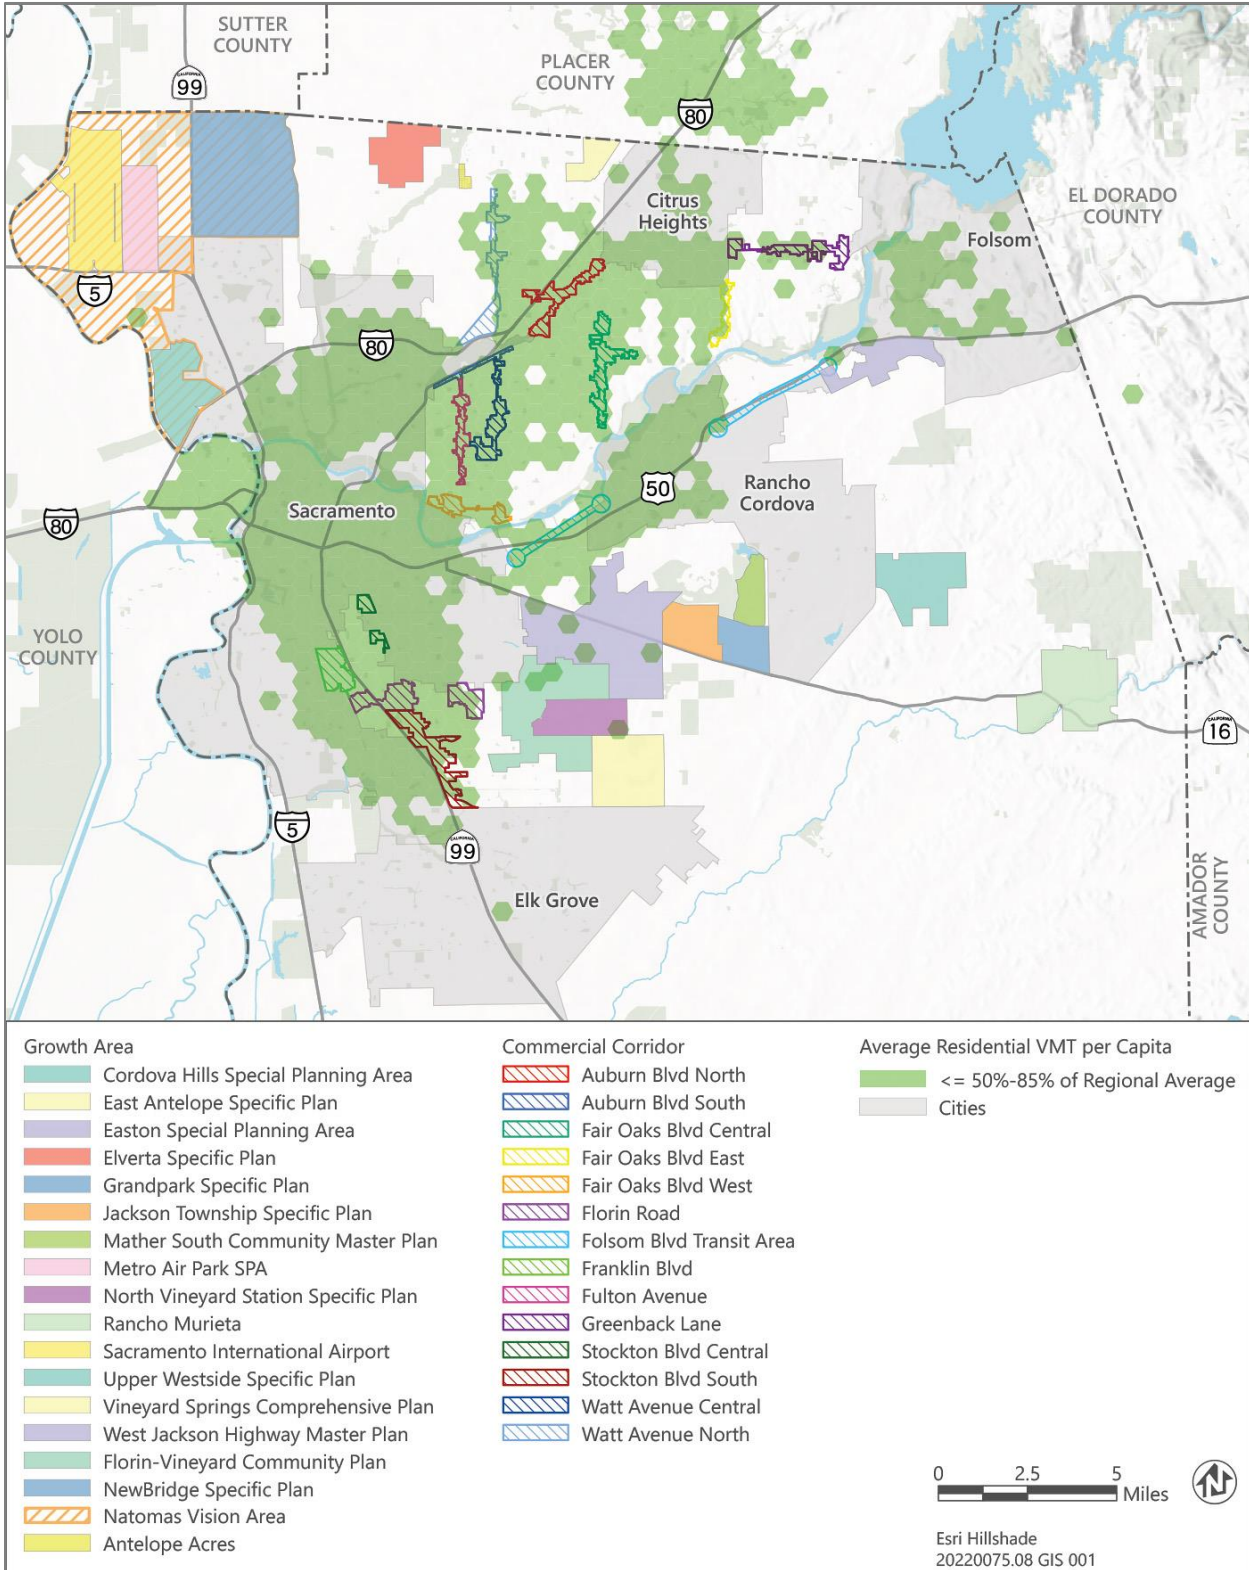 SUTTER
COUNTY
CALIFORNIA
99
PLACER
COUNTY
80
Citrus
Heights
EL DORADO
COUNTY
Folsom
5
80
50
Rancho
Cordova
Sacramento
80
YOLO
COUNTY
CALIFORNIA
16
5
CALIFORNIA
99
Elk Grove
AMADOR
COUNTY
Growth Area
Cordova Hills Special Planning Area
East Antelope Specific Plan
Easton Special Planning Area
Elverta Specific Plan
Grandpark Specific Plan
Jackson Township Specific Plan
Mather South Community Master Plan
Metro Air Park SPA
North Vineyard Station Specific Plan
Rancho Murieta
Sacramento International Airport
Upper Westside Specific Plan
Vineyard Springs Comprehensive Plan
West Jackson Highway Master Plan
Florin-Vineyard Community Plan
NewBridge Specific Plan
Natomas Vision Area
Antelope Acres
Commercial Corridor
Auburn Blvd North
Auburn Blvd South
Fair Oaks Blvd Central
Fair Oaks Blvd East
Fair Oaks Blvd West
Florin Road
Folsom Blvd Transit Area
Franklin Blvd
Fulton Avenue
Greenback Lane
Stockton Blvd Central
Stockton Blvd South
Watt Avenue Central
Watt Avenue North
Average Residential VMT per Capita
<= 50%-85% of Regional Average
Cities
0 2.5 5
Miles
N
Esri Hillshade
20220075.08 GIS 001